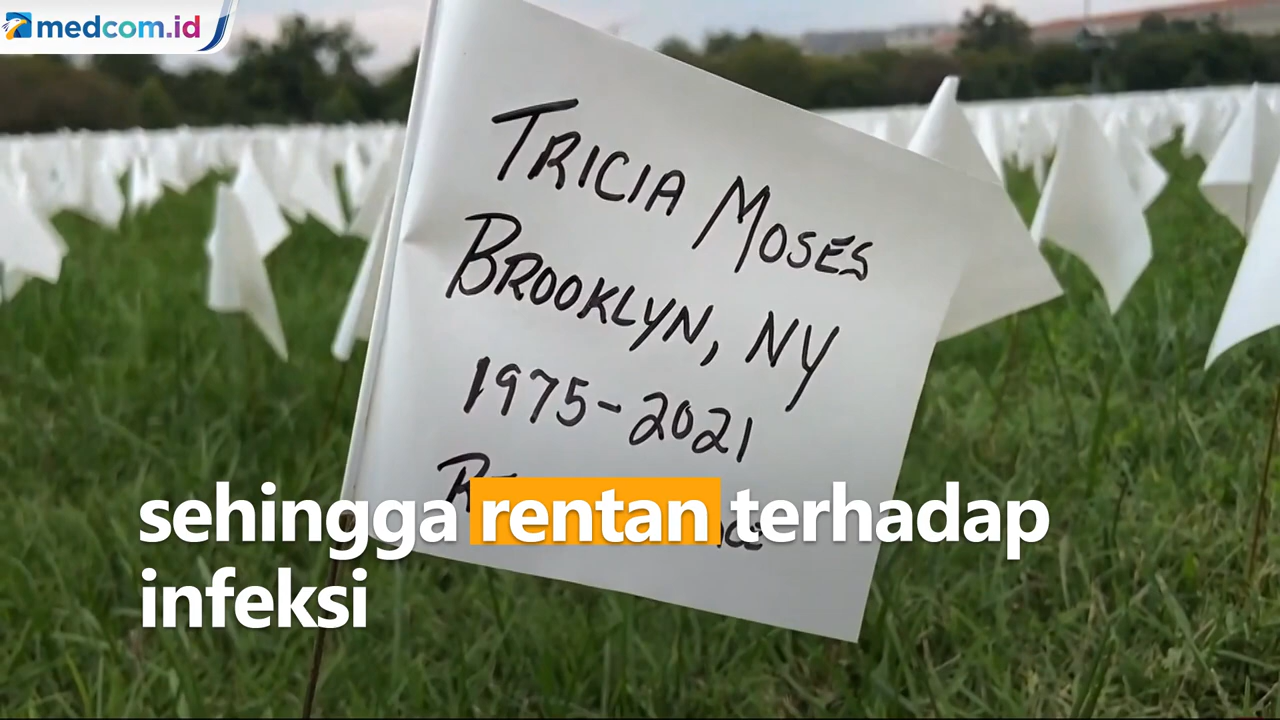 medcom.id
TRICIA MOSES
BROOKLYN, NY
1975-2021
sehingga rentan terhadap
infeksi